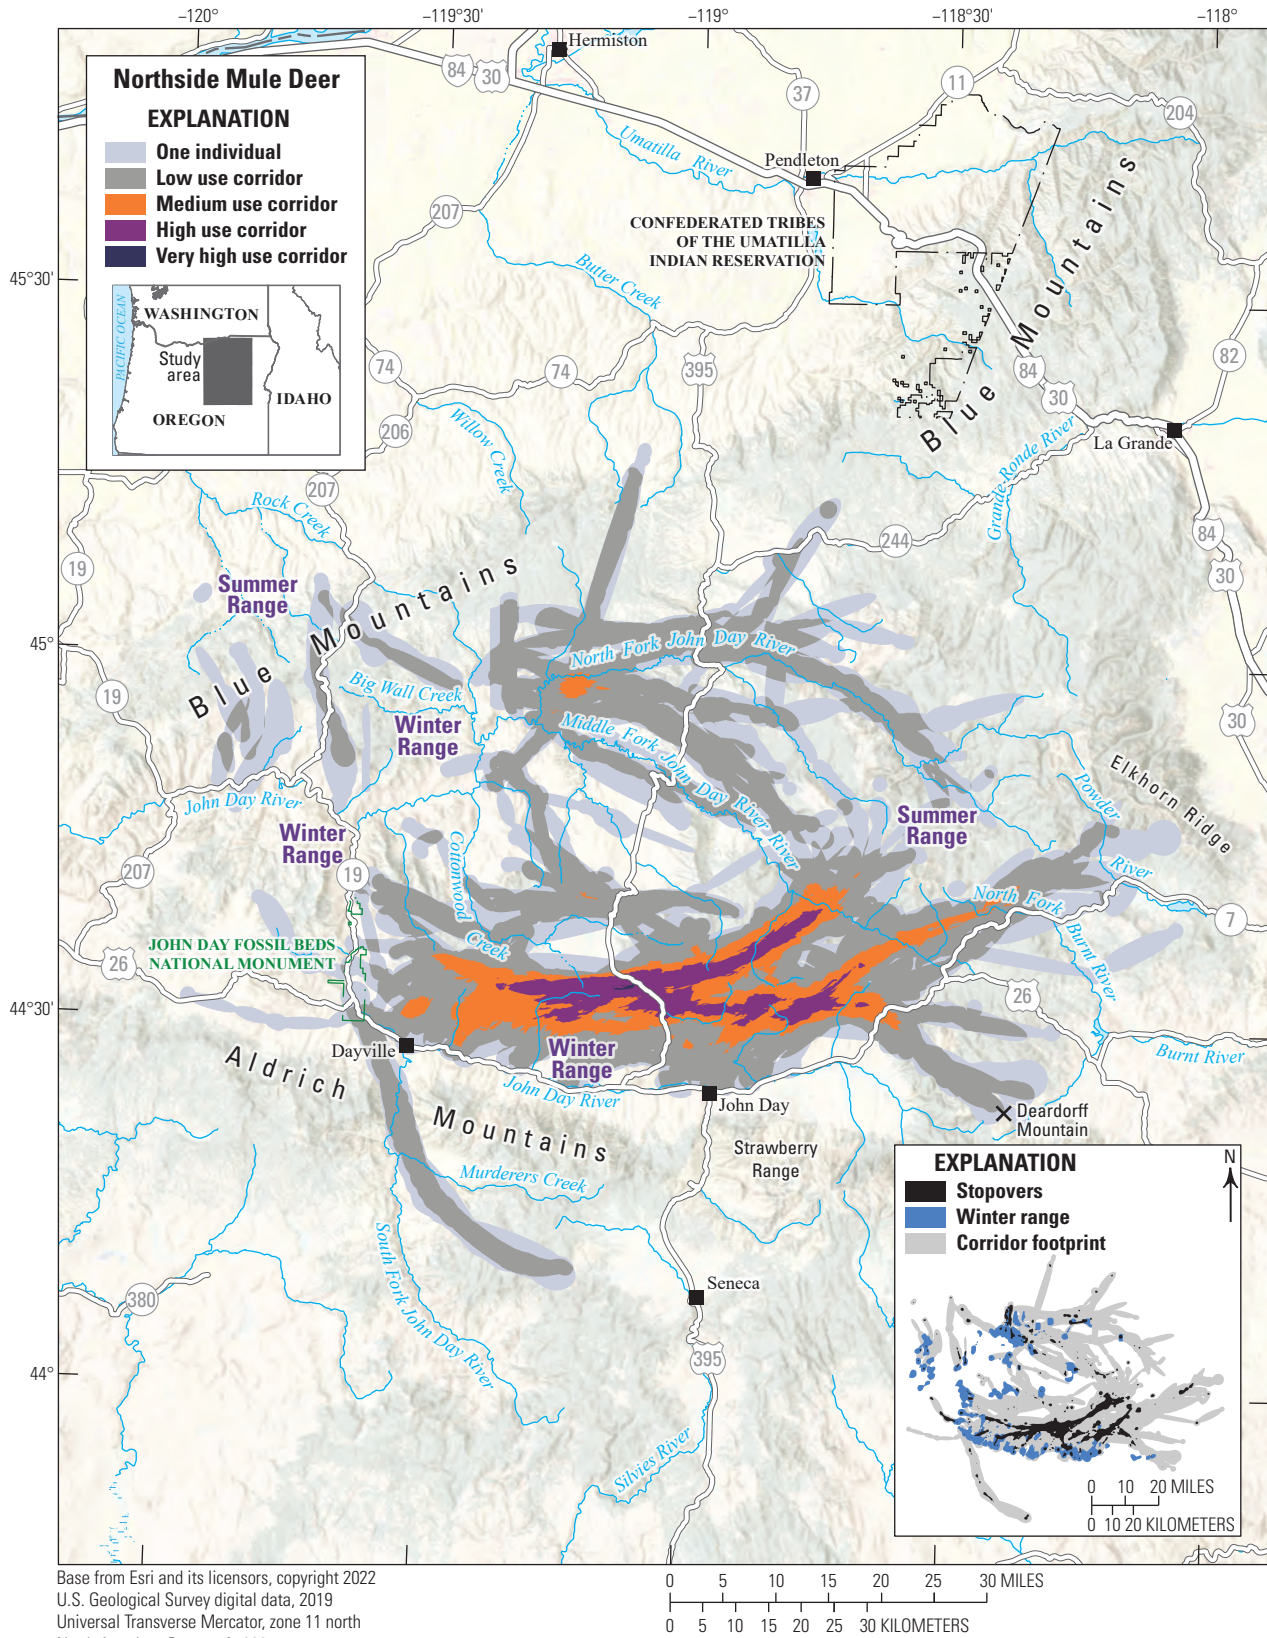 –120°
–119°30'
–119°
–118°30'
–118°
Northside Mule Deer
EXPLANATION
One individual
Low use corridor
Medium use corridor
High use corridor
Very high use corridor
PACIFIC OCEAN
WASHINGTON
Study
area
OREGON
IDAHO
Hermiston
84
30
37
11
204
Umatilla River
Pendleton
207
CONFEDERATED TRIBES
OF THE UMATILLA
INDIAN RESERVATION
Blue Mountains
45°30'
Butter Creek
74
74
395
84
30
82
206
Willow Creek
Grande Ronde River
La Grande
207
Rock Creek
244
84
30
19
Summer
Range
Blue Mountains
45°
North Fork John Day River
19
Big Wall Creek
Winter
Range
Middle Fork John Day River
30
Elkhorn Ridge
Powder
River
John Day River
Winter
Range
Cottonwood
Creek
River
Summer
Range
207
19
North Fork
Burnt River
7
JOHN DAY FOSSIL BEDS
NATIONAL MONUMENT
26
26
44°30'
Dayville
Winter
Range
Burnt River
Aldrich
Mountains
John Day River
John Day
Deardorff
Mountain
Strawberry
Range
Murderers Creek
South Fork John Day River
Seneca
380
395
44°
Silvies River
EXPLANATION
N
Stopovers
Winter range
Corridor footprint
0 10 20 MILES
0 10 20 KILOMETERS
Base from Esri and its licensors, copyright 2022
U.S. Geological Survey digital data, 2019
Universal Transverse Mercator, zone 11 north
0 5 10 15 20 25 30 MILES
0 5 10 15 20 25 30 KILOMETERS